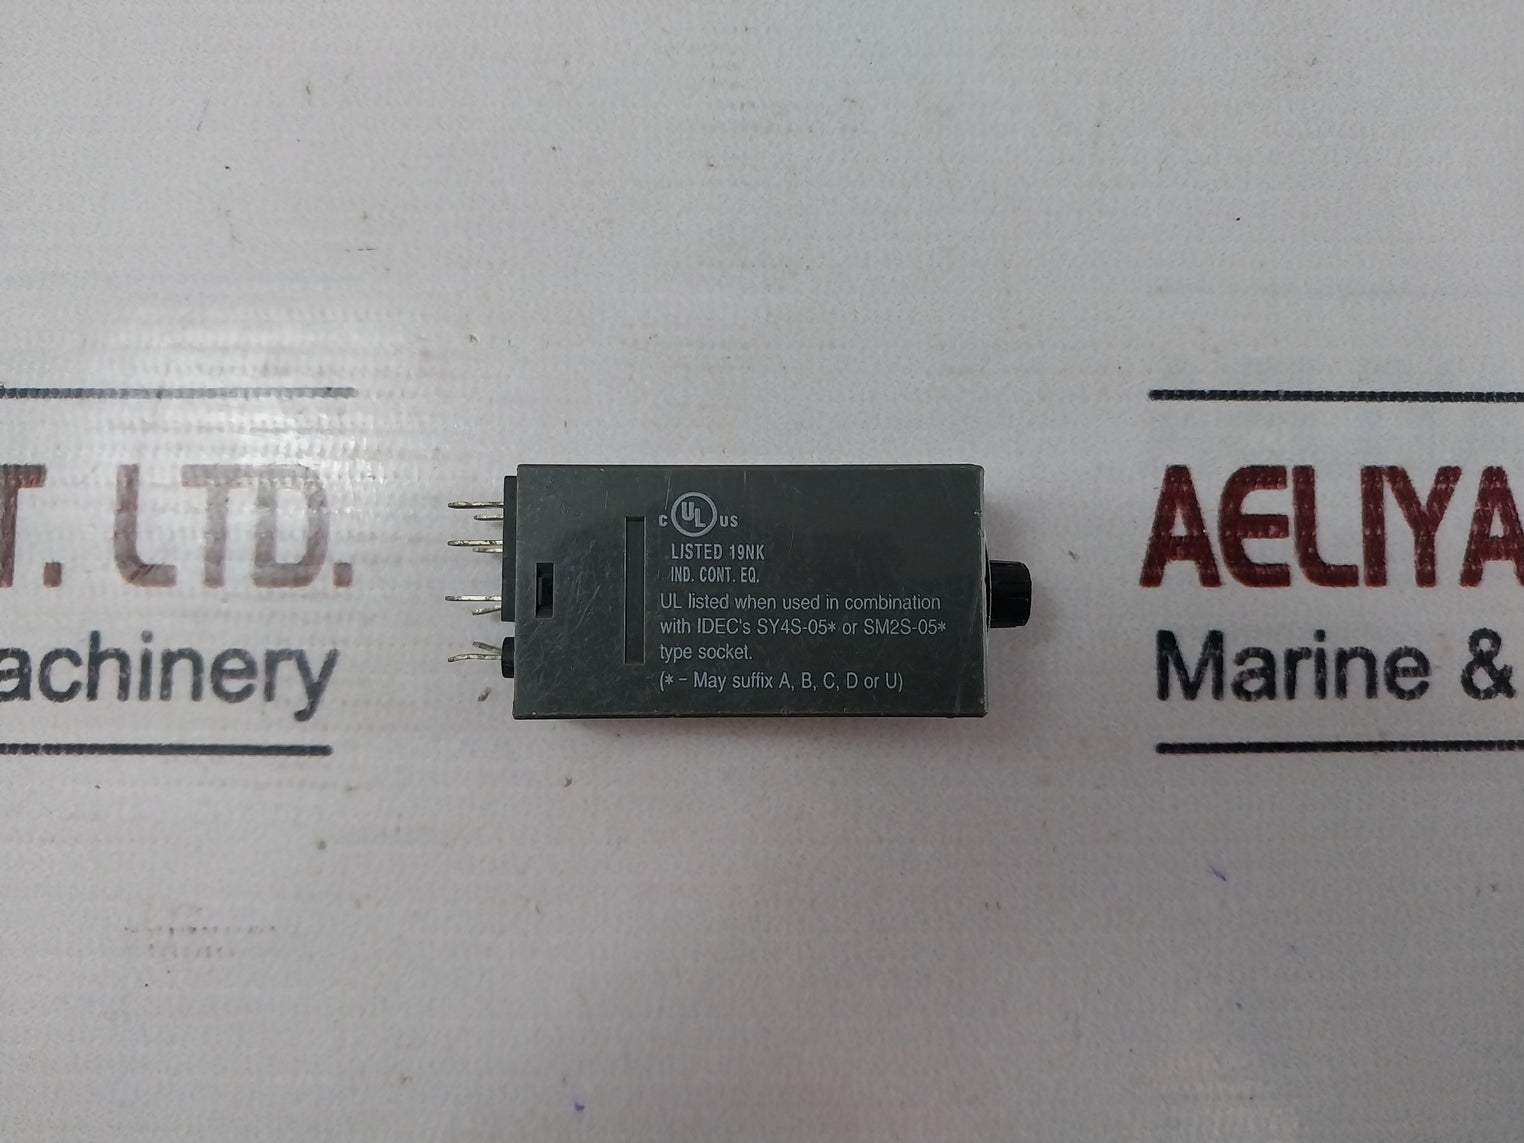 T. LTD.
achinery
C UL US
LISTED 19NK
IND. CONT. EQ.
UL listed when used in combination
with IDEC's SY4S-05* or SM2S-05*
type socket.
(* - May suffix A, B, C, D or U)
AELIYA
Marine &